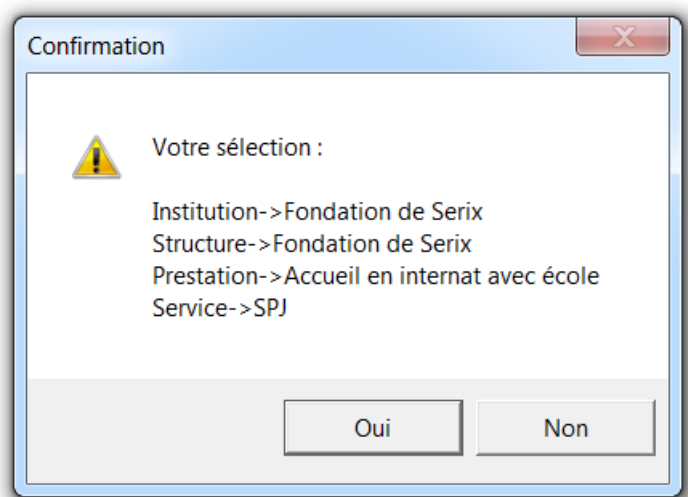 Confirmation
Votre sélection :
Institution->Fondation de Serix
Structure->Fondation de Serix
Prestation->Accueil en internat avec école
Service->SPJ
Oui
Non